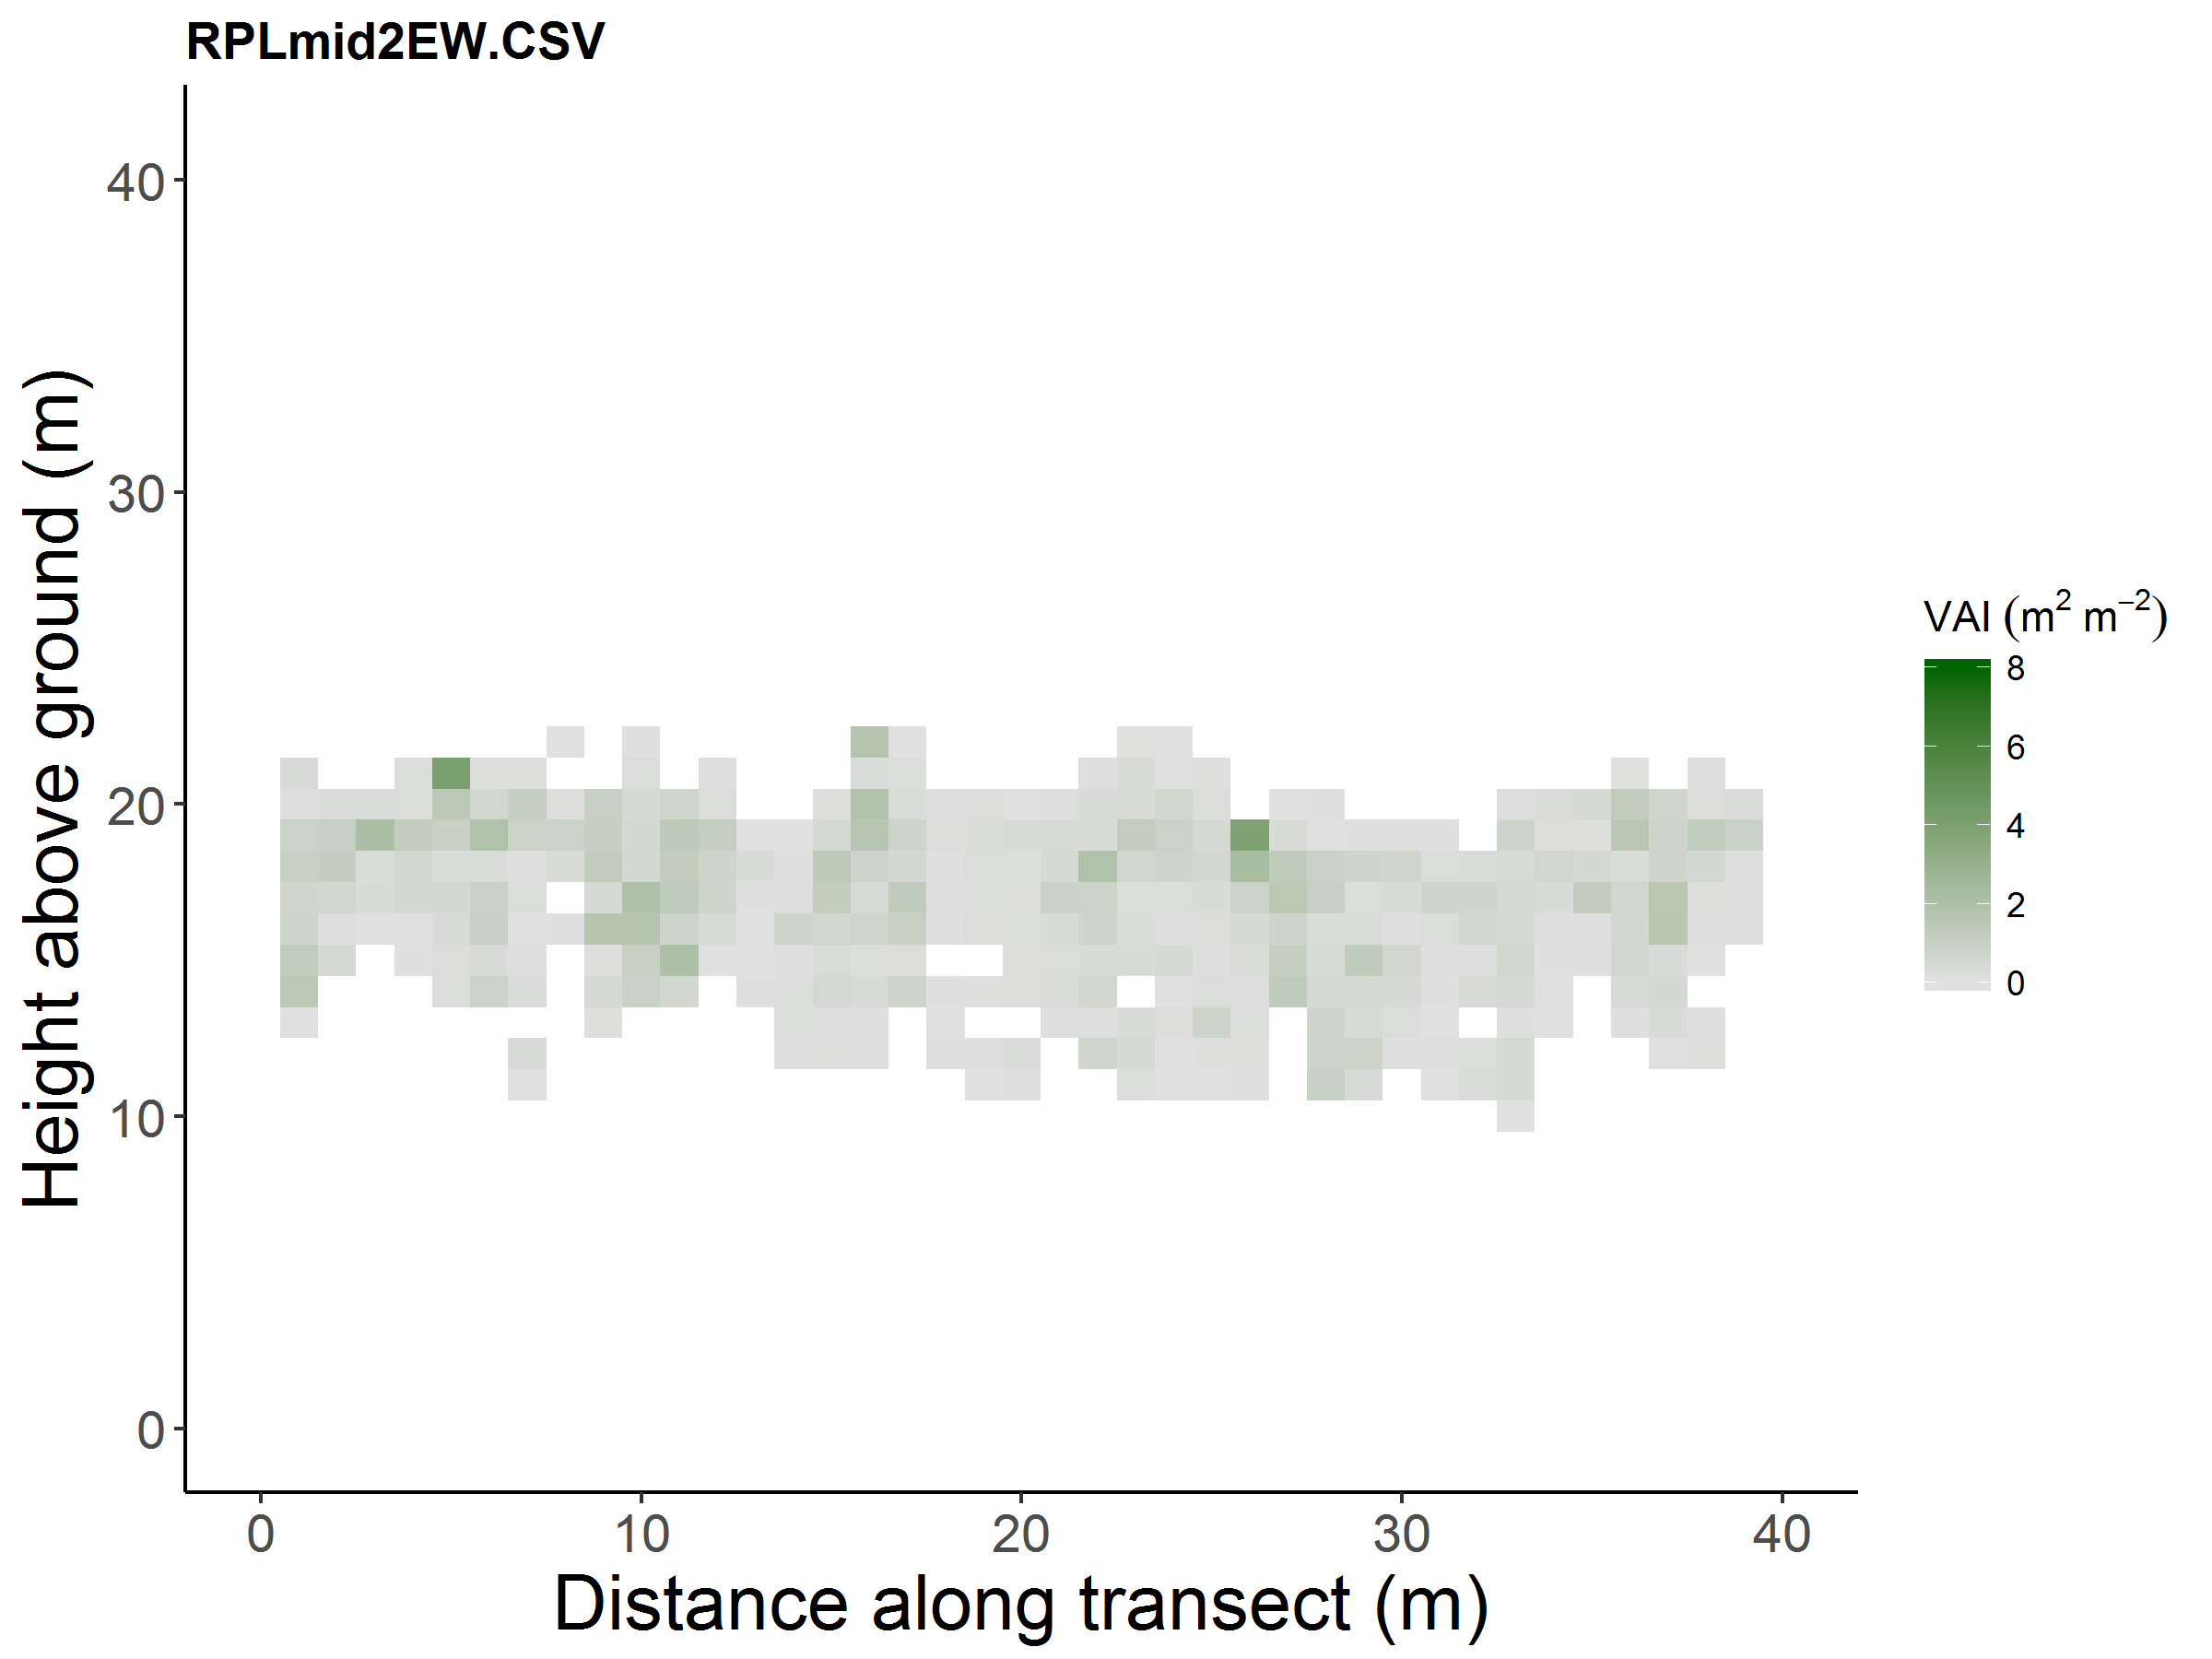 RPLmid2EW.CSV
Height above ground (m)
40
30
20
10
0
0 10 20 30 40
Distance along transect (m)
VAI (m² m⁻²)
8
6
4
2
0